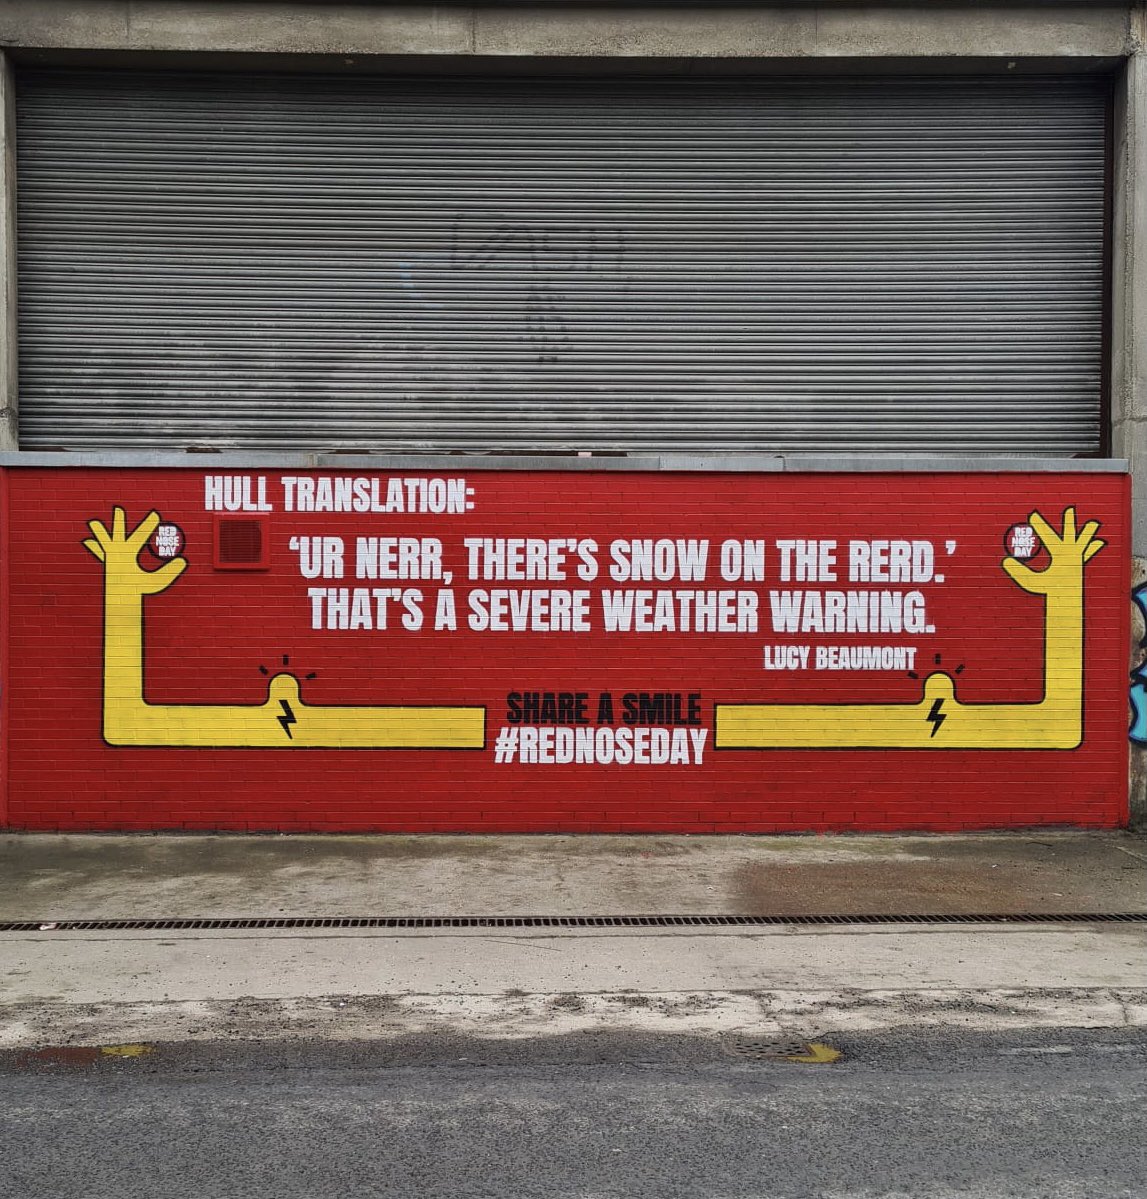 HULL TRANSLATION:
'UR NERR, THERE'S SNOW ON THE RERD.'
THAT'S A SEVERE WEATHER WARNING.
LUCY BEAUMONT
SHARE A SMILE
#REDNOSEDAY
RED
NOSE
DAY
RED
NOSE
DAY